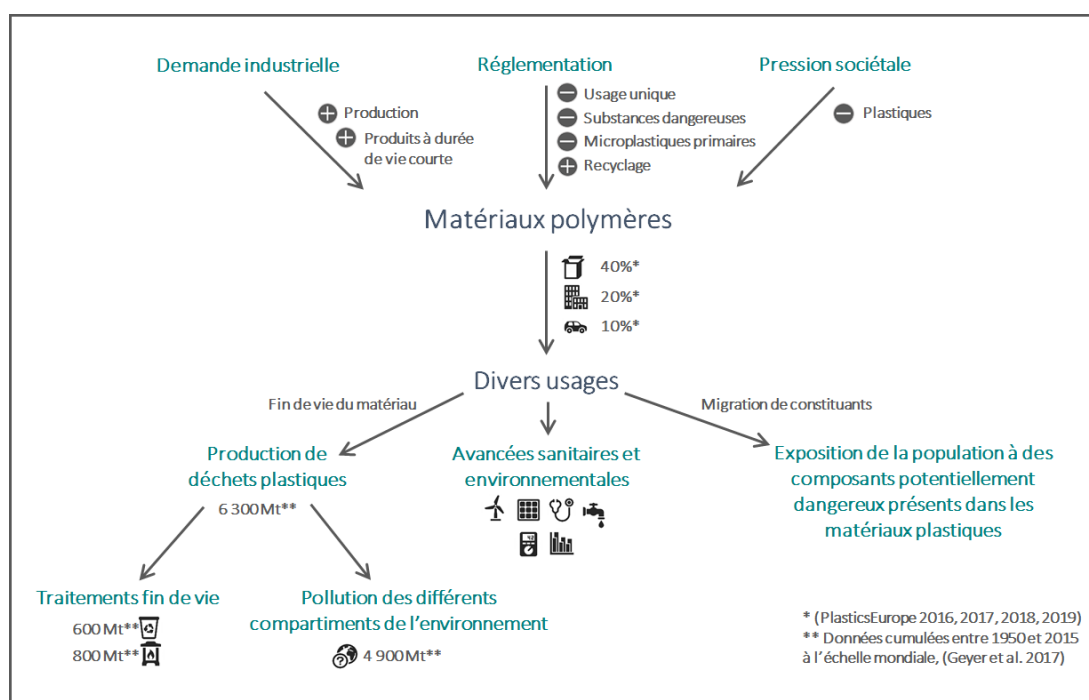 Demande industrielle
Réglementation
Pression sociétale
Production
Produits à durée
de vie courte
Usage unique
Substances dangereuses
Microplastiques primaires
Recyclage
Plastiques
Matériaux polymères
40%*
20%*
10%*
Divers usages
Fin de vie du matériau
Migration de constituants
Production de
déchets plastiques
6 300 Mt**
Avancées sanitaires et
environnementales
Exposition de la population à des
composants potentiellement
dangereux présents dans les
matériaux plastiques
Traitements fin de vie
600 Mt**
800 Mt**
Pollution des différents
compartiments de l'environnement
4 900 Mt**
* (PlasticsEurope 2016, 2017, 2018, 2019)
** Données cumulées entre 1950 et 2015
à l'échelle mondiale, (Geyer et al. 2017)